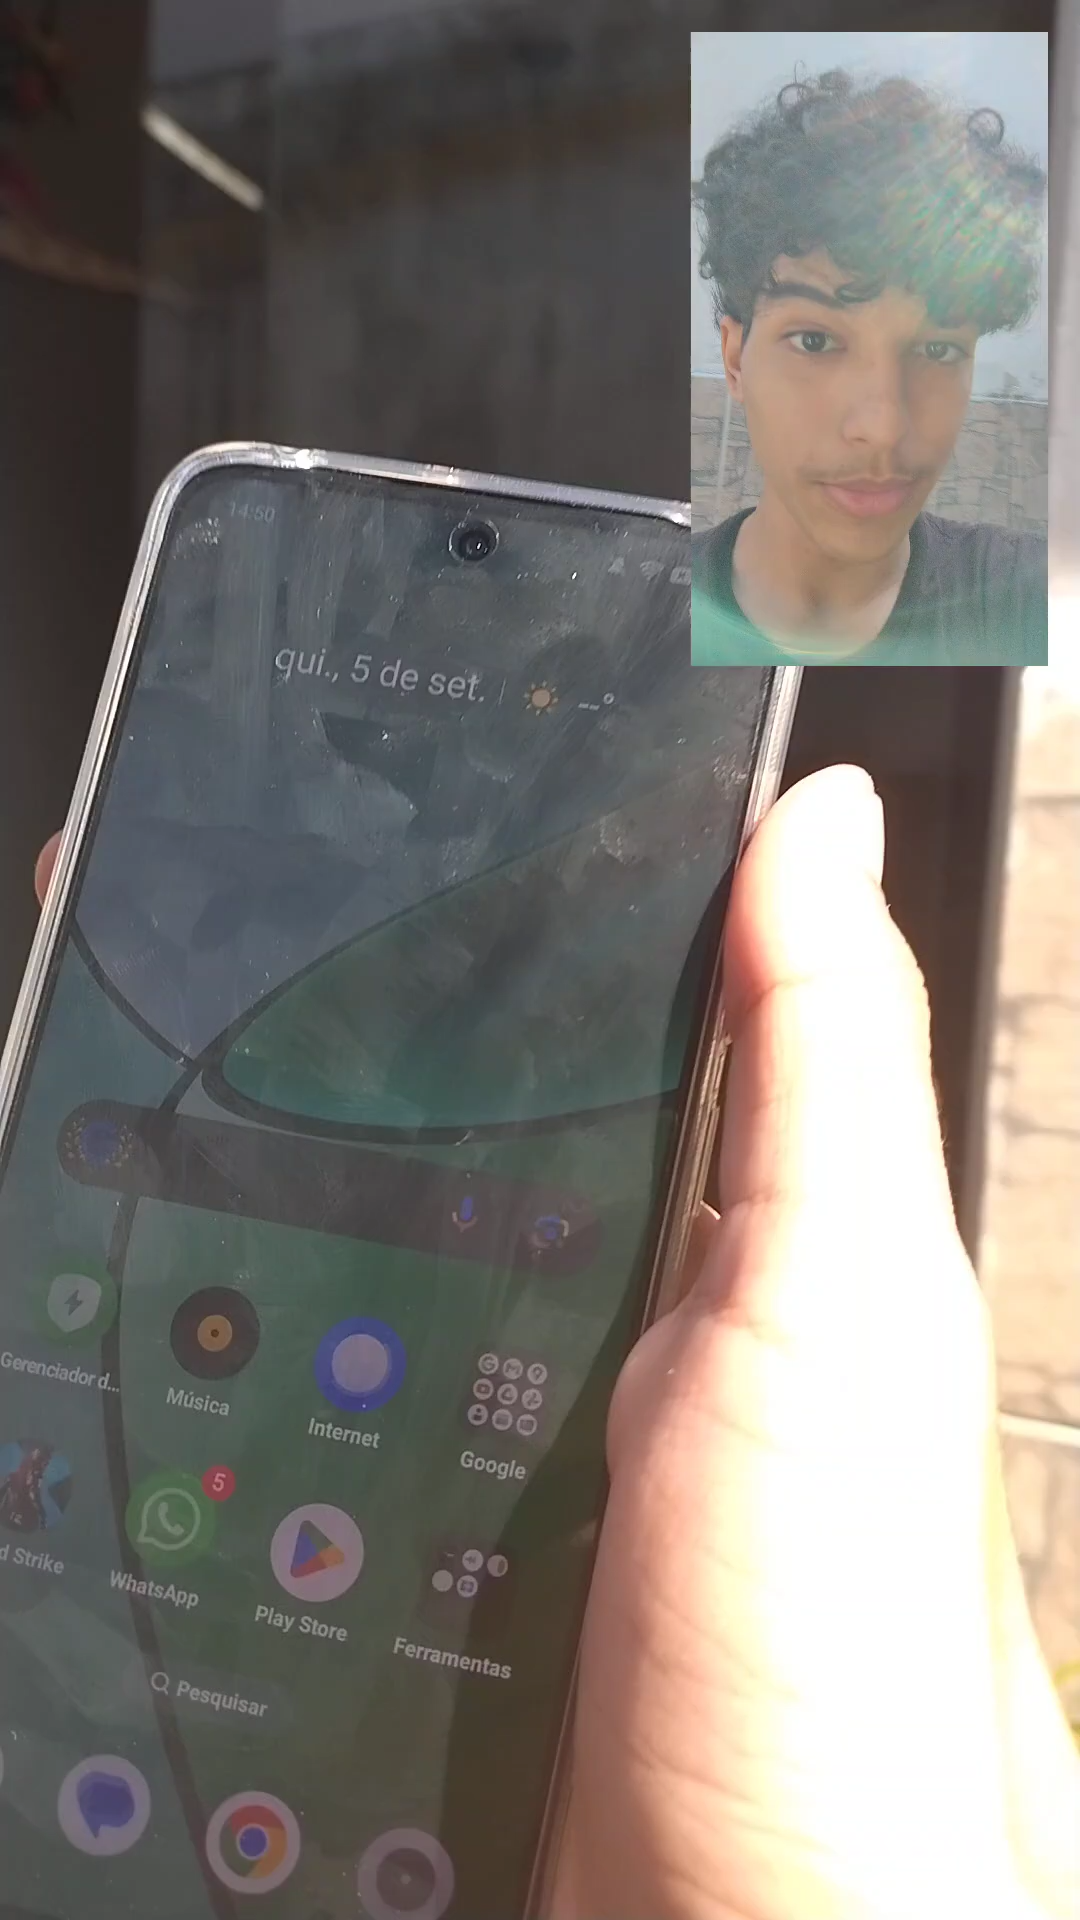 14:50
qui., 5 de set. | --°
Gerenciador d...
Música
Internet
Google
5
d Strike
WhatsApp
Play Store
Ferramentas
Pesquisar